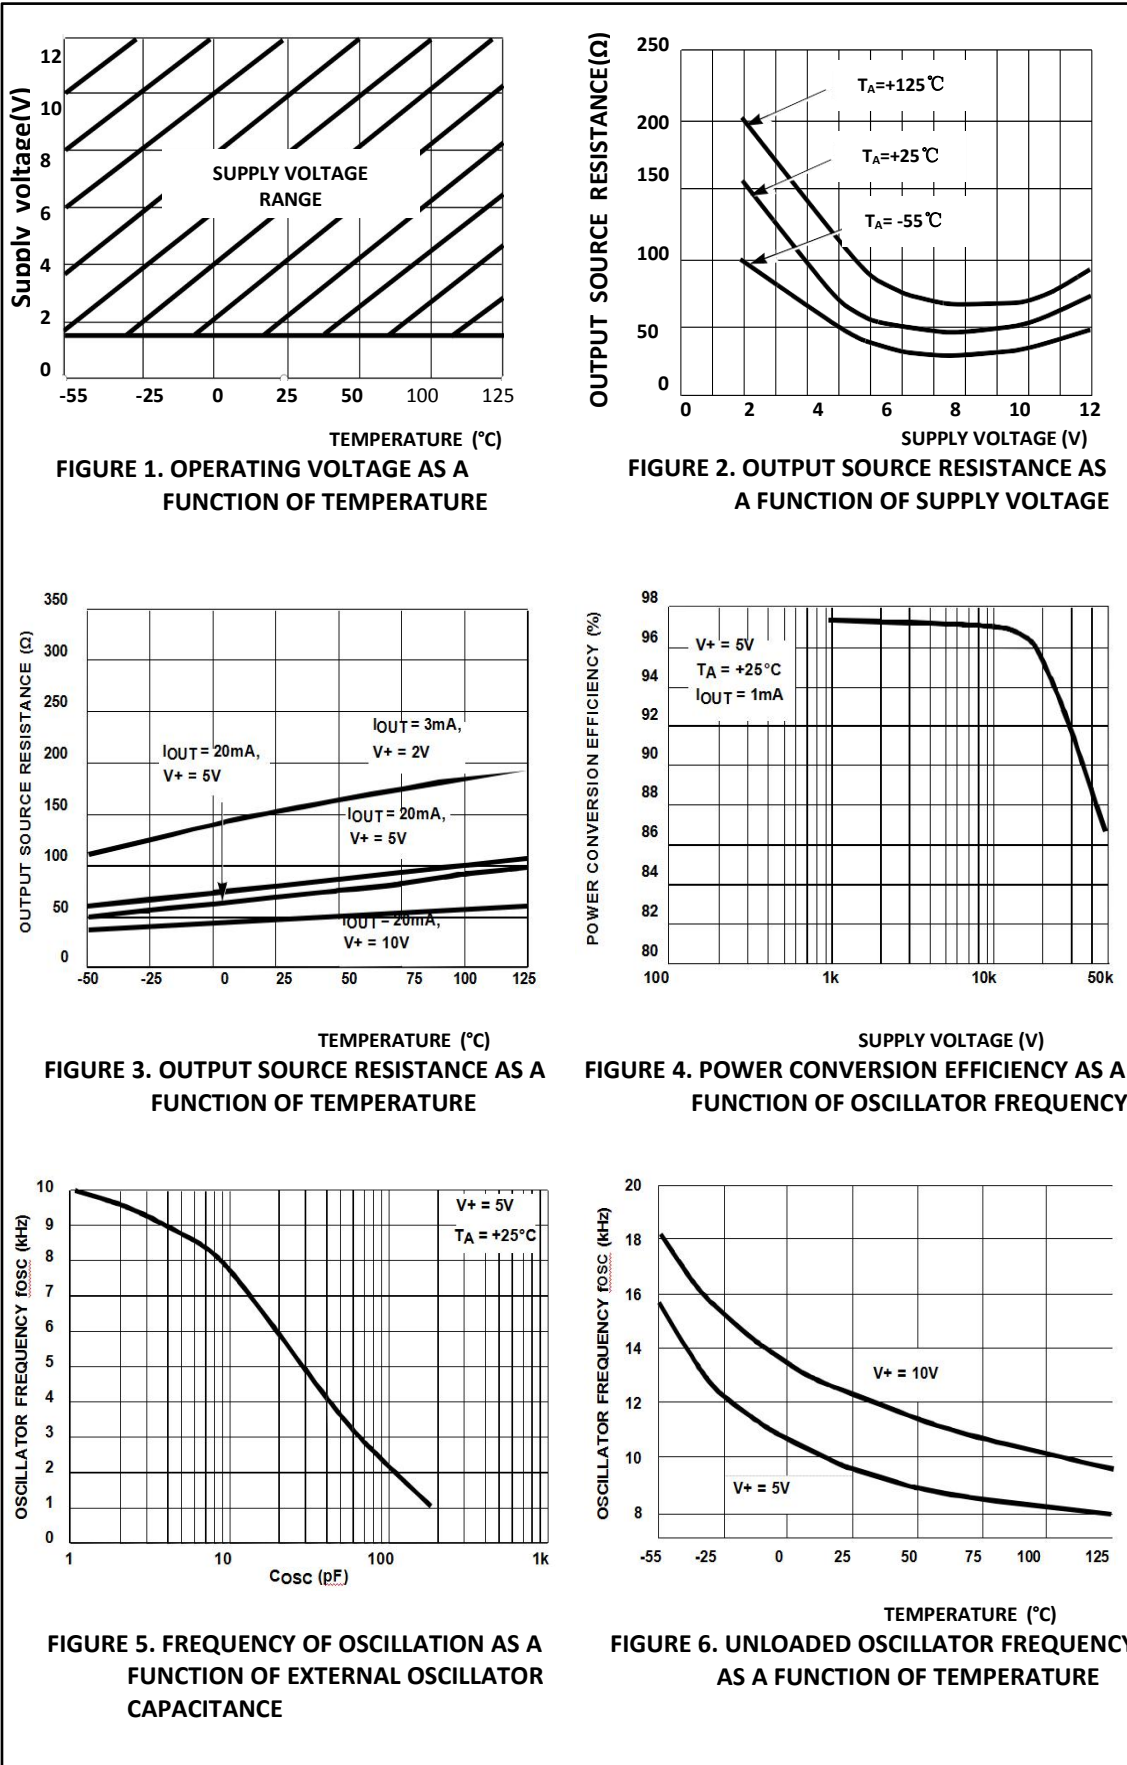 12
10
8
6
4
2
0
Supply voltage(V)
SUPPLY VOLTAGE
RANGE
-55 -25 0 25 50 100 125
TEMPERATURE (°C)
FIGURE 1. OPERATING VOLTAGE AS A
FUNCTION OF TEMPERATURE
OUTPUT SOURCE RESISTANCE(Ω)
250
200
150
100
50
0
TA=+125℃
TA=+25℃
TA= -55℃
0 2 4 6 8 10 12
SUPPLY VOLTAGE (V)
FIGURE 2. OUTPUT SOURCE RESISTANCE AS
A FUNCTION OF SUPPLY VOLTAGE
OUTPUT SOURCE RESISTANCE (Ω)
350
300
250
200
150
100
50
0
IOUT = 20mA,
V+ = 5V
IOUT = 3mA,
V+ = 2V
IOUT = 20mA,
V+ = 5V
IOUT = 20mA,
V+ = 10V
-50 -25 0 25 50 75 100 125
TEMPERATURE (°C)
FIGURE 3. OUTPUT SOURCE RESISTANCE AS A
FUNCTION OF TEMPERATURE
POWER CONVERSION EFFICIENCY (%)
98
96
94
92
90
88
86
84
82
80
V+ = 5V
TA = +25°C
IOUT = 1mA
100 1k 10k 50k
SUPPLY VOLTAGE (V)
FIGURE 4. POWER CONVERSION EFFICIENCY AS A
FUNCTION OF OSCILLATOR FREQUENCY
OSCILLATOR FREQUENCY fOSC (kHz)
10
9
8
7
6
5
4
3
2
1
0
V+ = 5V
TA = +25°C
1 10 100 1k
COSC (pF)
FIGURE 5. FREQUENCY OF OSCILLATION AS A
FUNCTION OF EXTERNAL OSCILLATOR
CAPACITANCE
OSCILLATOR FREQUENCY fOSC (kHz)
20
18
16
14
12
10
8
V+ = 10V
V+ = 5V
-55 -25 0 25 50 75 100 125
TEMPERATURE (°C)
FIGURE 6. UNLOADED OSCILLATOR FREQUENCY
AS A FUNCTION OF TEMPERATURE